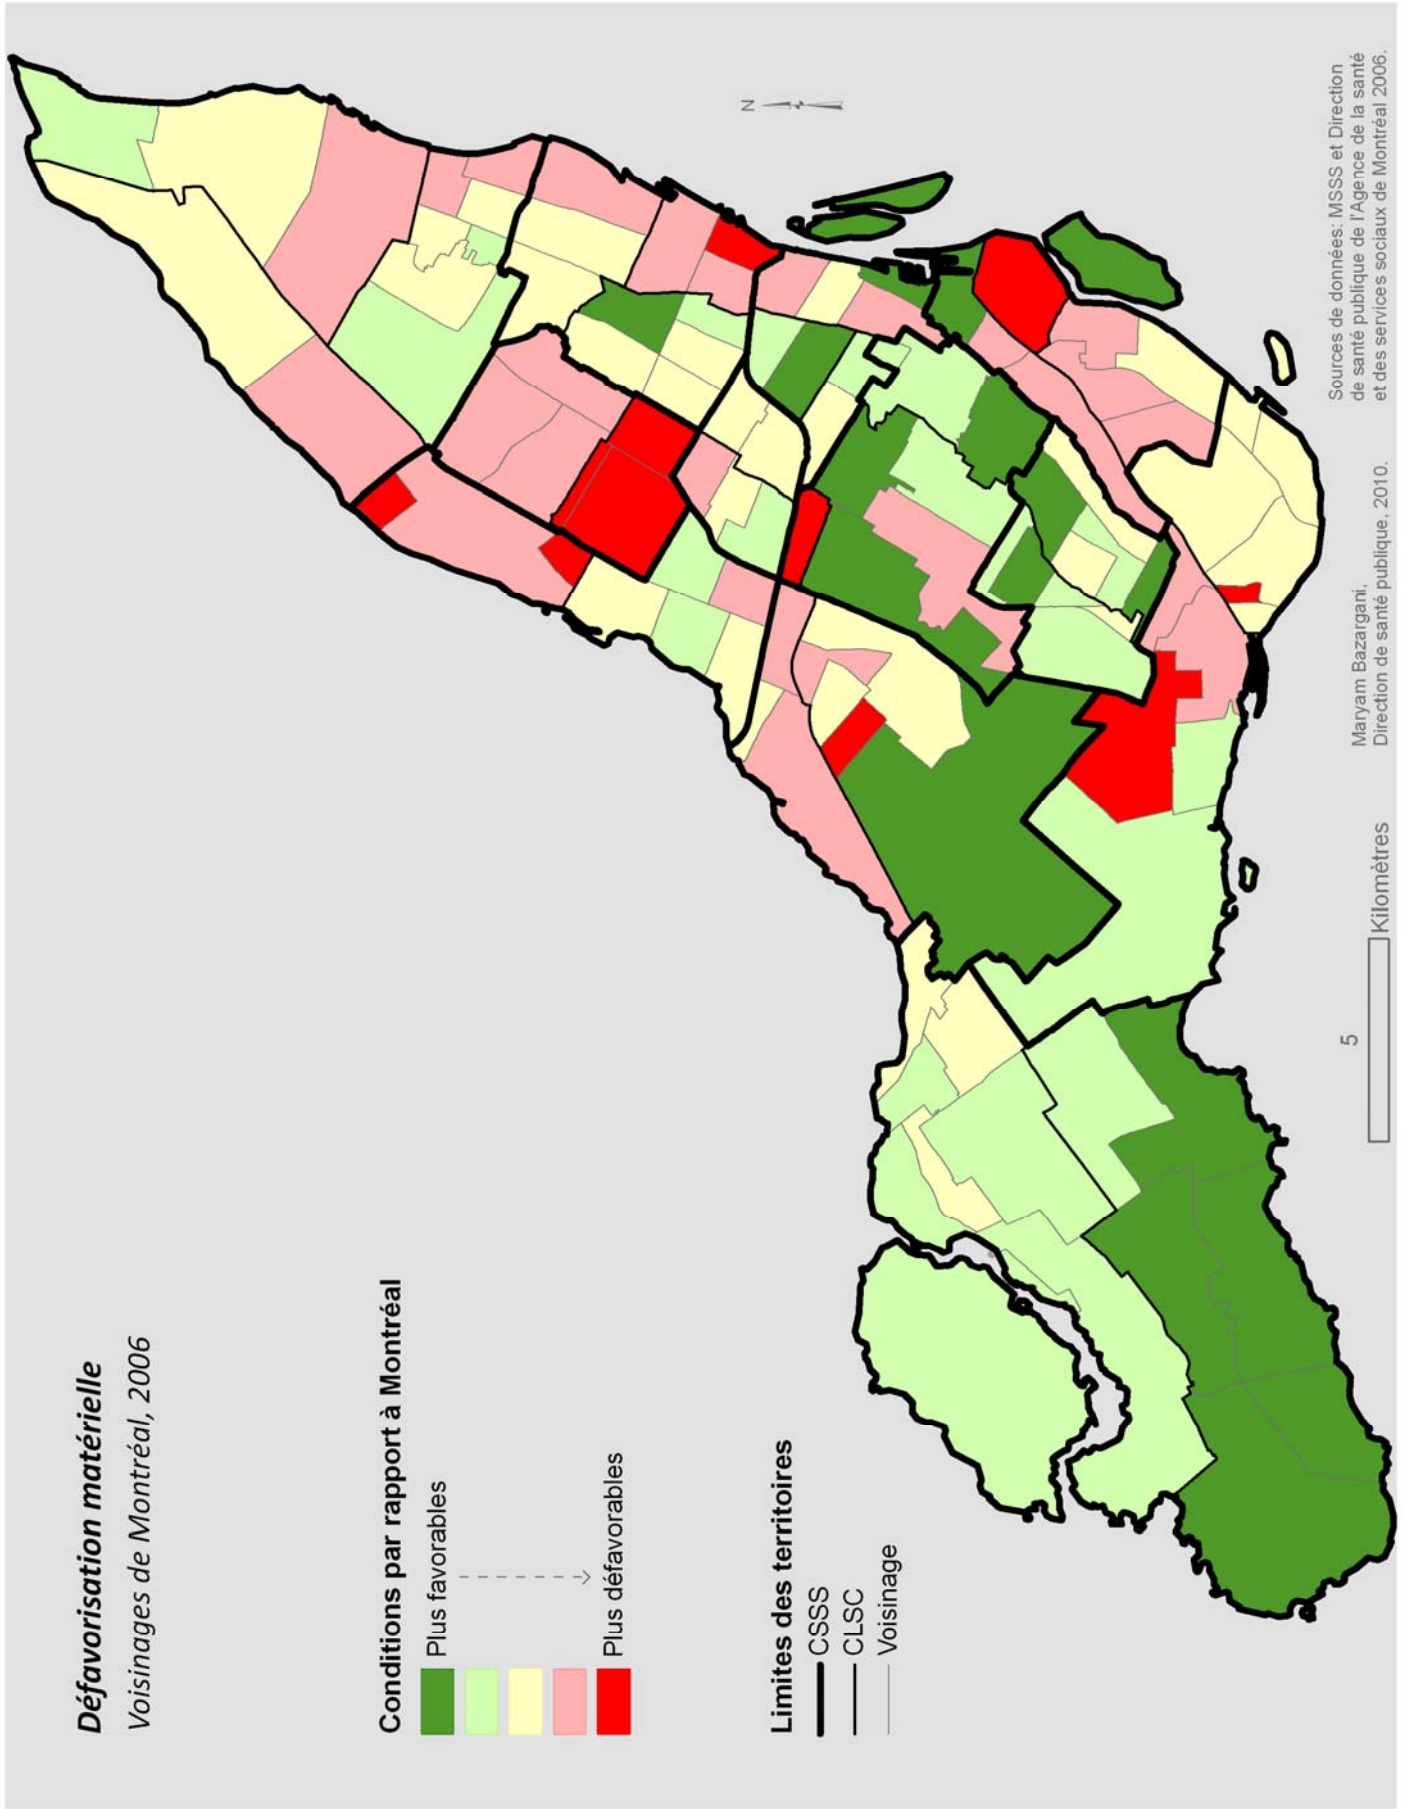 Défavorisation matérielle
Voisinages de Montréal, 2006
Conditions par rapport à Montréal
Plus favorables
Plus défavorables
Limites des territoires
CSSS
CLSC
Voisinage
N
5
Kilomètres
Maryam Bazargani,
Direction de santé publique, 2010.
Sources de données: MSSS et Direction
de santé publique de l'Agence de la santé
et des services sociaux de Montréal 2006.